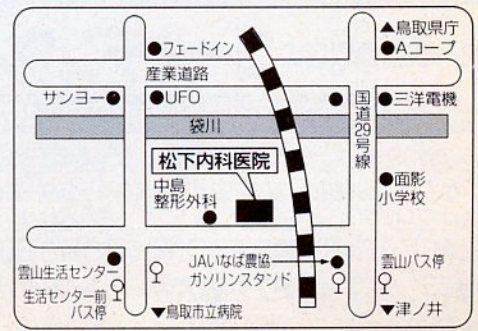 ▲鳥取県庁
●フェードイン
●Aコープ
産業道路
サンヨー●
●UFO
●三洋電機
国道29号線
袋川
松下内科医院
中島
整形外科
●面影
小学校
雲山生活センター
JAいなば農協
ガソリンスタンド
雲山バス停
生活センター前
バス停
▼鳥取市立病院
▼津ノ井